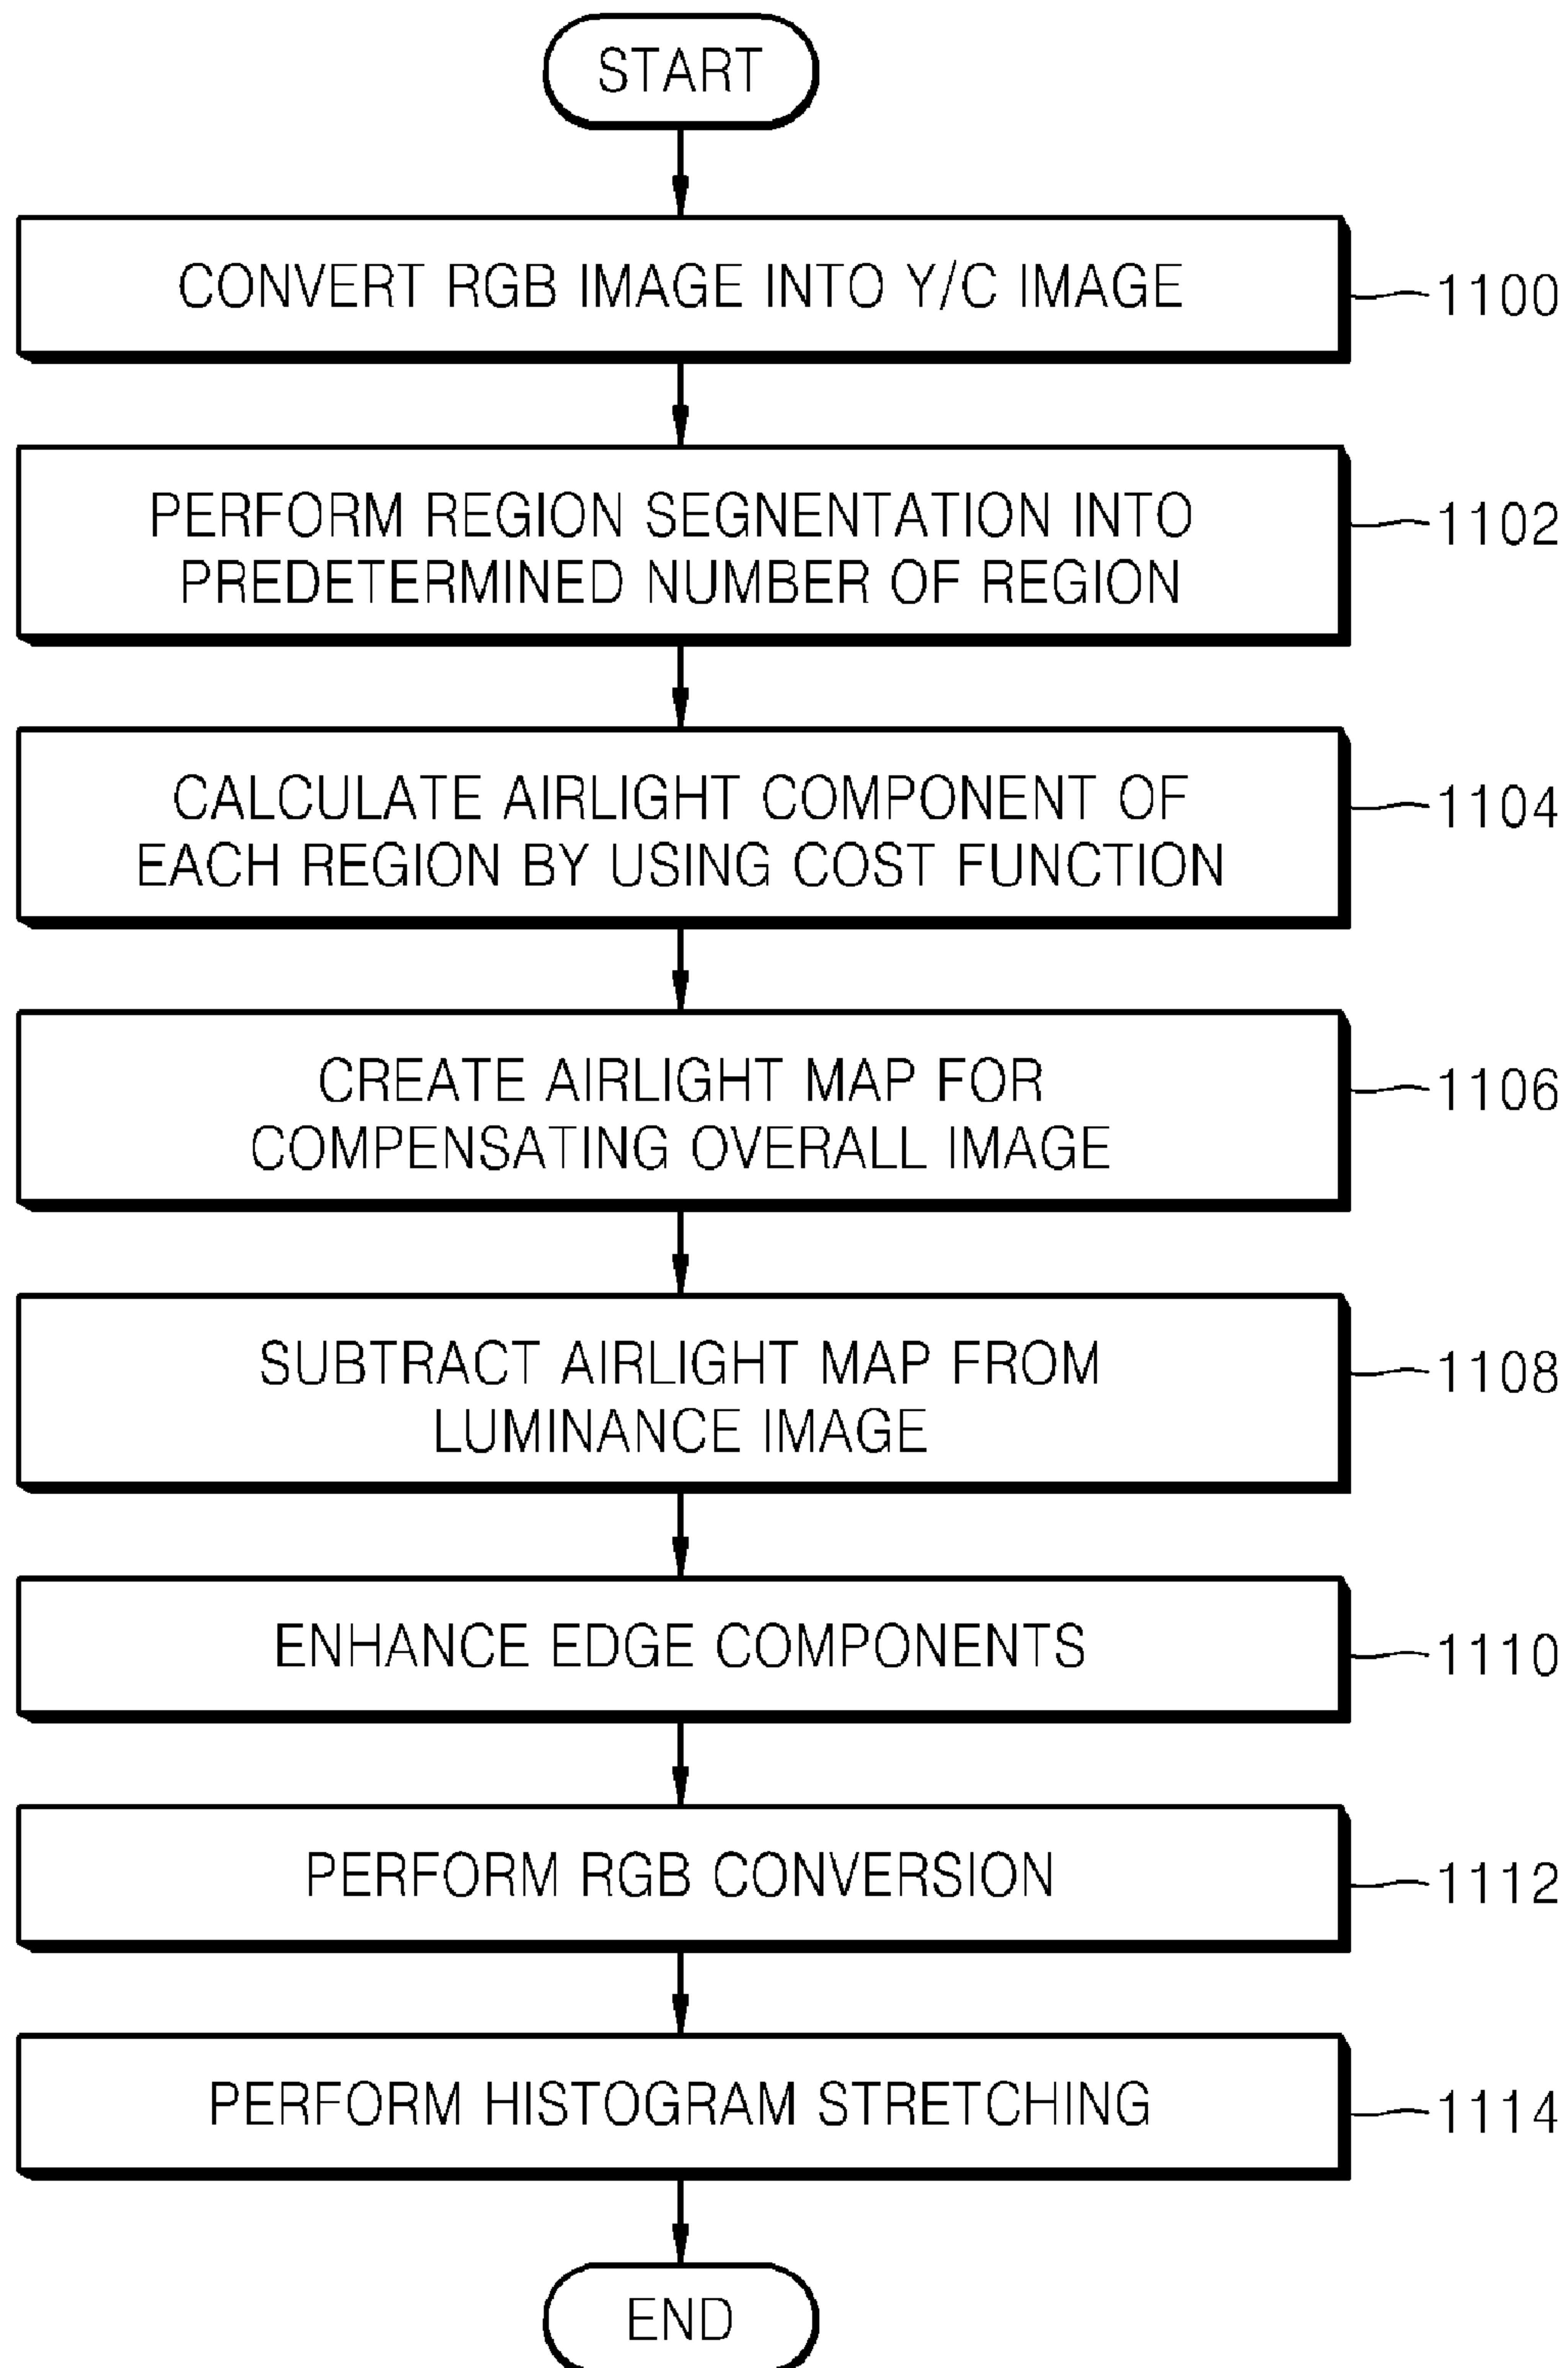 START
CONVERT RGB IMAGE INTO Y/C IMAGE
1100
PERFORM REGION SEGNENTATION INTO
PREDETERMINED NUMBER OF REGION
1102
CALCULATE AIRLIGHT COMPONENT OF
EACH REGION BY USING COST FUNCTION
1104
CREATE AIRLIGHT MAP FOR
COMPENSATING OVERALL IMAGE
1106
SUBTRACT AIRLIGHT MAP FROM
LUMINANCE IMAGE
1108
ENHANCE EDGE COMPONENTS
1110
PERFORM RGB CONVERSION
1112
PERFORM HISTOGRAM STRETCHING
1114
END